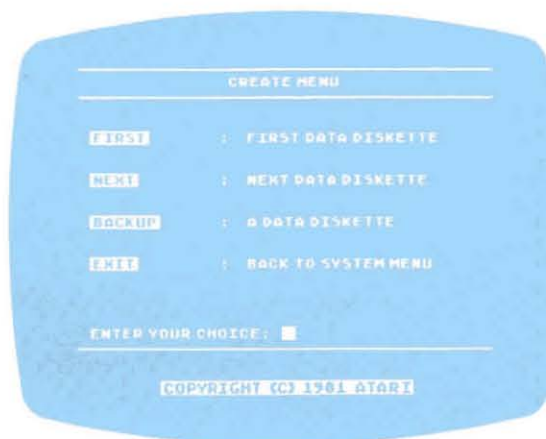 CREATE MENU
FIRST : FIRST DATA DISKETTE
NEXT : NEXT DATA DISKETTE
BACKUP : A DATA DISKETTE
EXIT : BACK TO SYSTEM MENU
ENTER YOUR CHOICE:
COPYRIGHT (C) 1981 ATARI